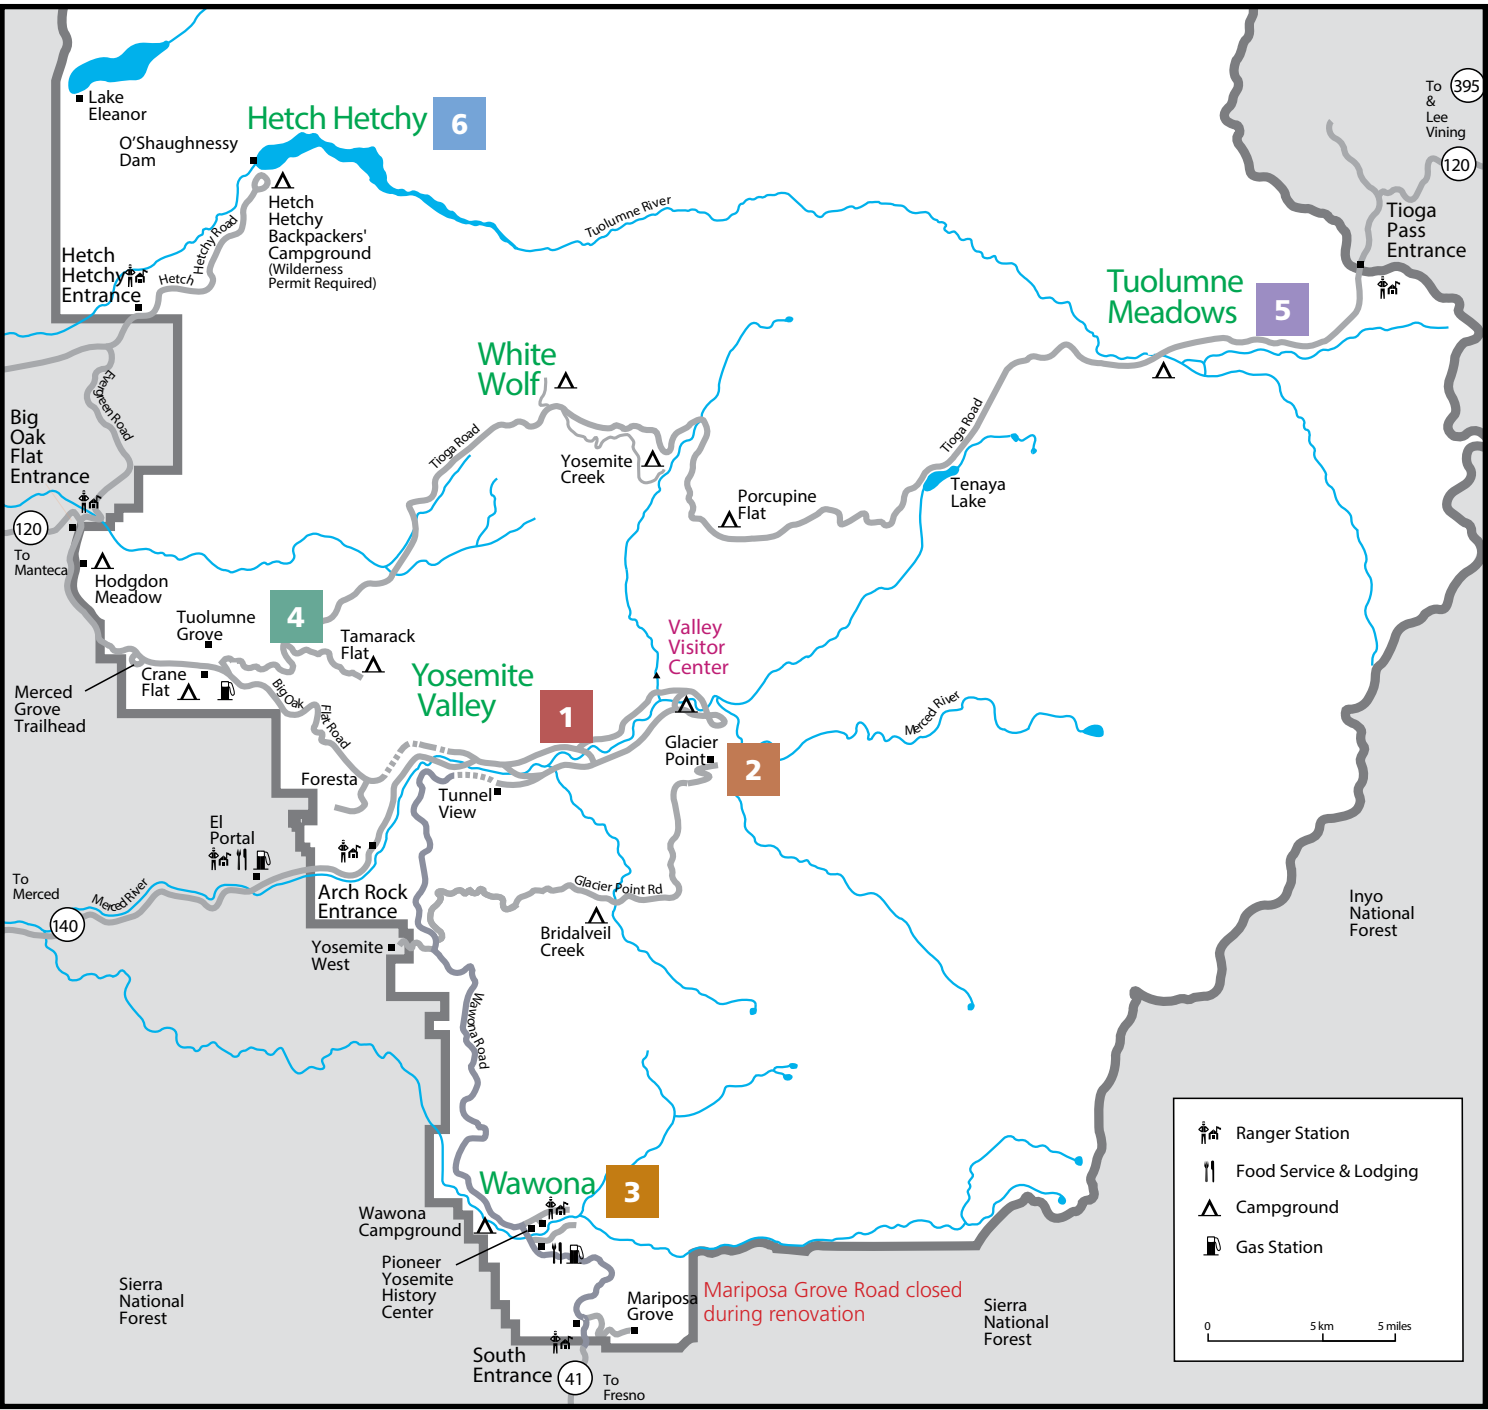 Lake
Eleanor
O'Shaughnessy
Dam
Hetch Hetchy
6
To
395
&
Lee
Vining
120
Hetch
Hetchy
Backpackers'
Campground
(Wilderness
Permit Required)
Hetch
Hetchy Road
Tuolumne River
Hetch
Hetchy
Entrance
Tioga
Pass
Entrance
Tuolumne
Meadows
5
White
Wolf
Evergreen Road
Big
Oak
Flat
Entrance
Tioga Road
Tioga Road
Yosemite
Creek
Porcupine
Flat
Tenaya
Lake
120
To
Manteca
Hodgdon
Meadow
Tuolumne
Grove
4
Tamarack
Flat
Valley
Visitor
Center
Crane
Flat
Merced
Grove
Trailhead
Big Oak
Flat Road
Yosemite
Valley
1
Merced River
Glacier
Point
2
Foresta
Tunnel
View
El
Portal
To
Merced
Merced River
140
Arch Rock
Entrance
Glacier Point Rd
Bridalveil
Creek
Yosemite
West
Inyo
National
Forest
Wawona Road
Wawona
3
Wawona
Campground
Pioneer
Yosemite
History
Center
Mariposa
Grove
Mariposa Grove Road closed
during renovation
Sierra
National
Forest
Sierra
National
Forest
South
Entrance
41
To
Fresno
Ranger Station
Food Service & Lodging
Campground
Gas Station
0
5 km
5 miles